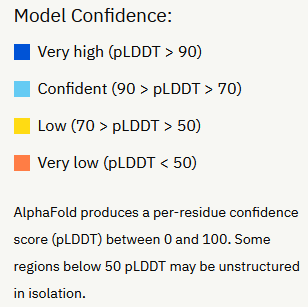 Model Confidence:
Very high (pLDDT > 90)
Confident (90 > pLDDT > 70)
Low (70 > pLDDT > 50)
Very low (pLDDT < 50)
AlphaFold produces a per-residue confidence
score (pLDDT) between 0 and 100. Some
regions below 50 pLDDT may be unstructured
in isolation.